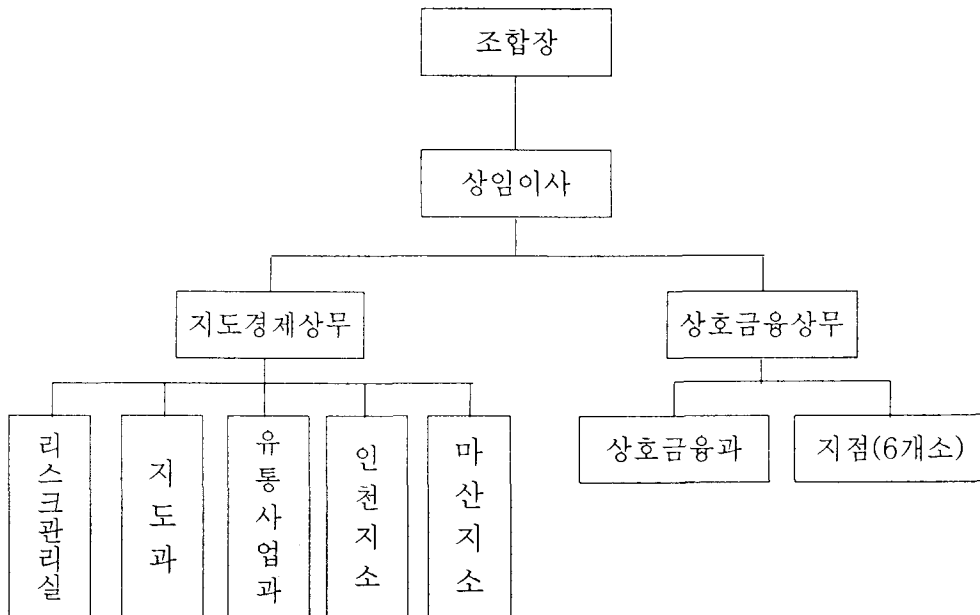 조합장
상임이사
지도경제상무
상호금융상무
리스크관리실
지도과
유통사업과
인천지소
마산지소
상호금융과
지점(6개소)